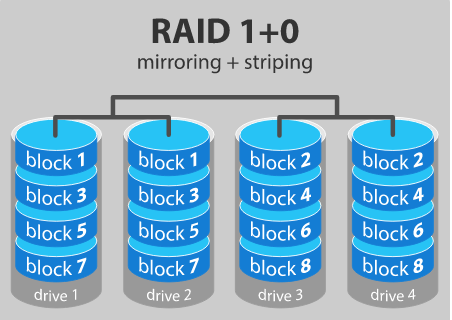 RAID 1+0
mirroring + striping
block 1 block 1 block 2 block 2
block 3 block 3 block 4 block 4
block 5 block 5 block 6 block 6
block 7 block 7 block 8 block 8
drive 1 drive 2 drive 3 drive 4